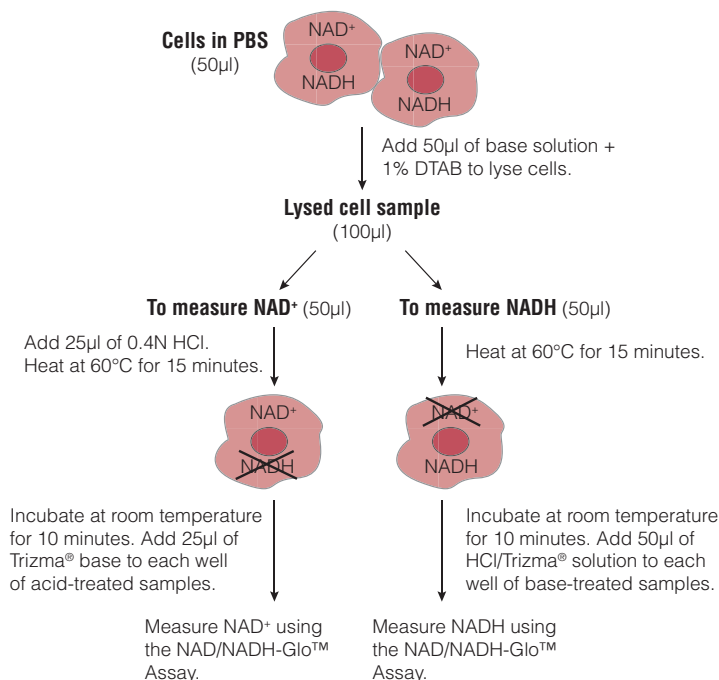 Cells in PBS
(50µl)
NAD+
NADH
NAD+
NADH
Add 50µl of base solution +
1% DTAB to lyse cells.
Lysed cell sample
(100µl)
To measure NAD+ (50µl)
Add 25µl of 0.4N HCl.
Heat at 60°C for 15 minutes.
NAD+
NADH
Incubate at room temperature
for 10 minutes. Add 25µl of
Trizma® base to each well
of acid-treated samples.
Measure NAD+ using
the NAD/NADH-Glo™
Assay.
To measure NADH (50µl)
Heat at 60°C for 15 minutes.
NAD+
NADH
Incubate at room temperature
for 10 minutes. Add 50µl of
HCl/Trizma® solution to each
well of base-treated samples.
Measure NADH using
the NAD/NADH-Glo™
Assay.